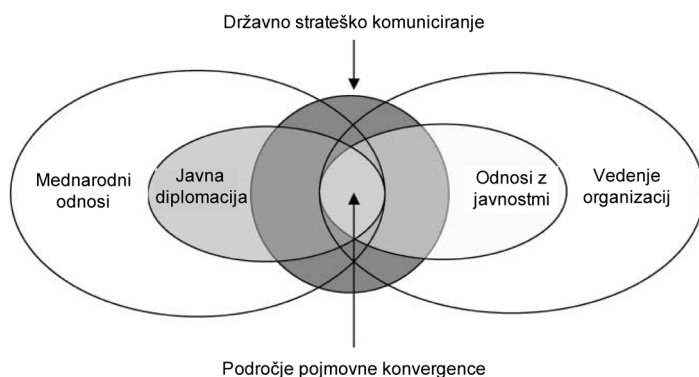 Državno strateško komuniciranje
Mednarodni
odnosi
Javna
diplomacija
Odnosi z
javnostmi
Vedenje
organizacij
Področje pojmovne konvergence